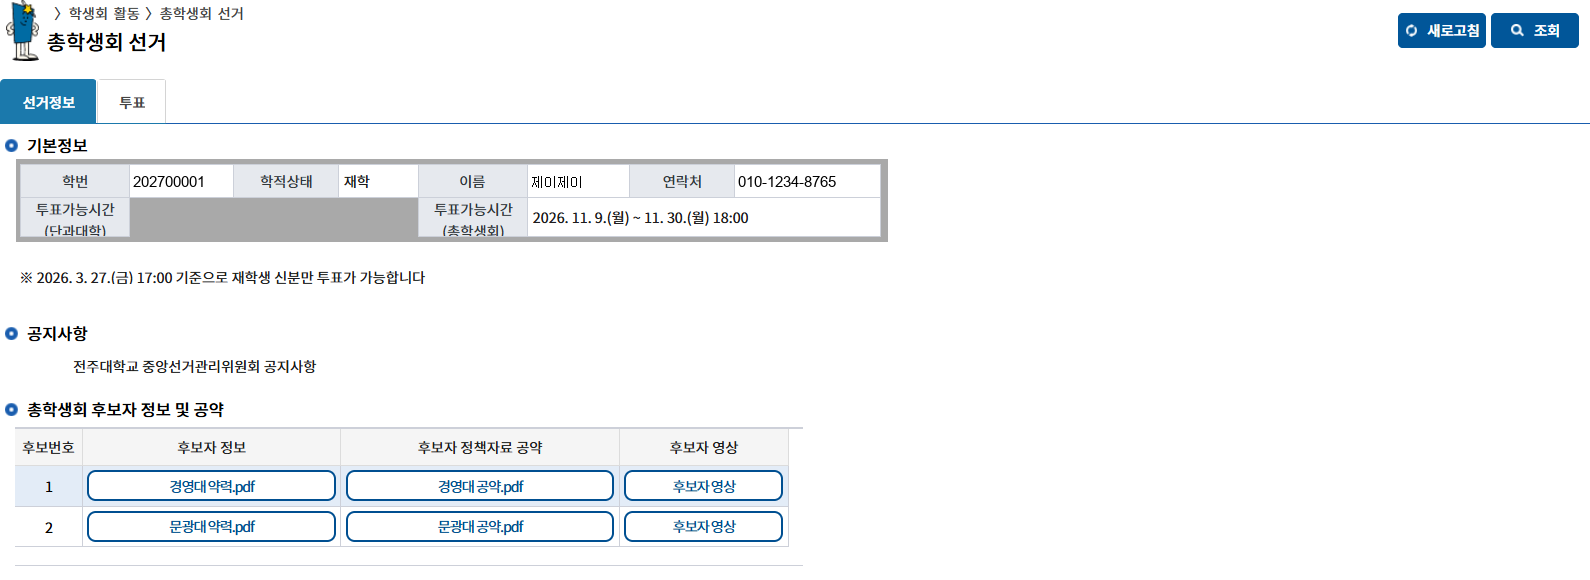 〉 학생회 활동 〉 총학생회 선거
총학생회 선거
새로고침 조회
선거정보 투표
기본정보
학번 202700001 학적상태 재학 이름 제이제이 연락처 010-1234-8765
투표가능시간 (단과대학) 투표가능시간 (총학생회) 2026. 11. 9.(월) ~ 11. 30.(월) 18:00
※ 2026. 3. 27.(금) 17:00 기준으로 재학생 신분만 투표가 가능합니다
공지사항
전주대학교 중앙선거관리위원회 공지사항
총학생회 후보자 정보 및 공약
후보번호 후보자 정보 후보자 정책자료 공약 후보자 영상
1 경영대 약력.pdf 경영대 공약.pdf 후보자 영상
2 문광대 약력.pdf 문광대 공약.pdf 후보자 영상